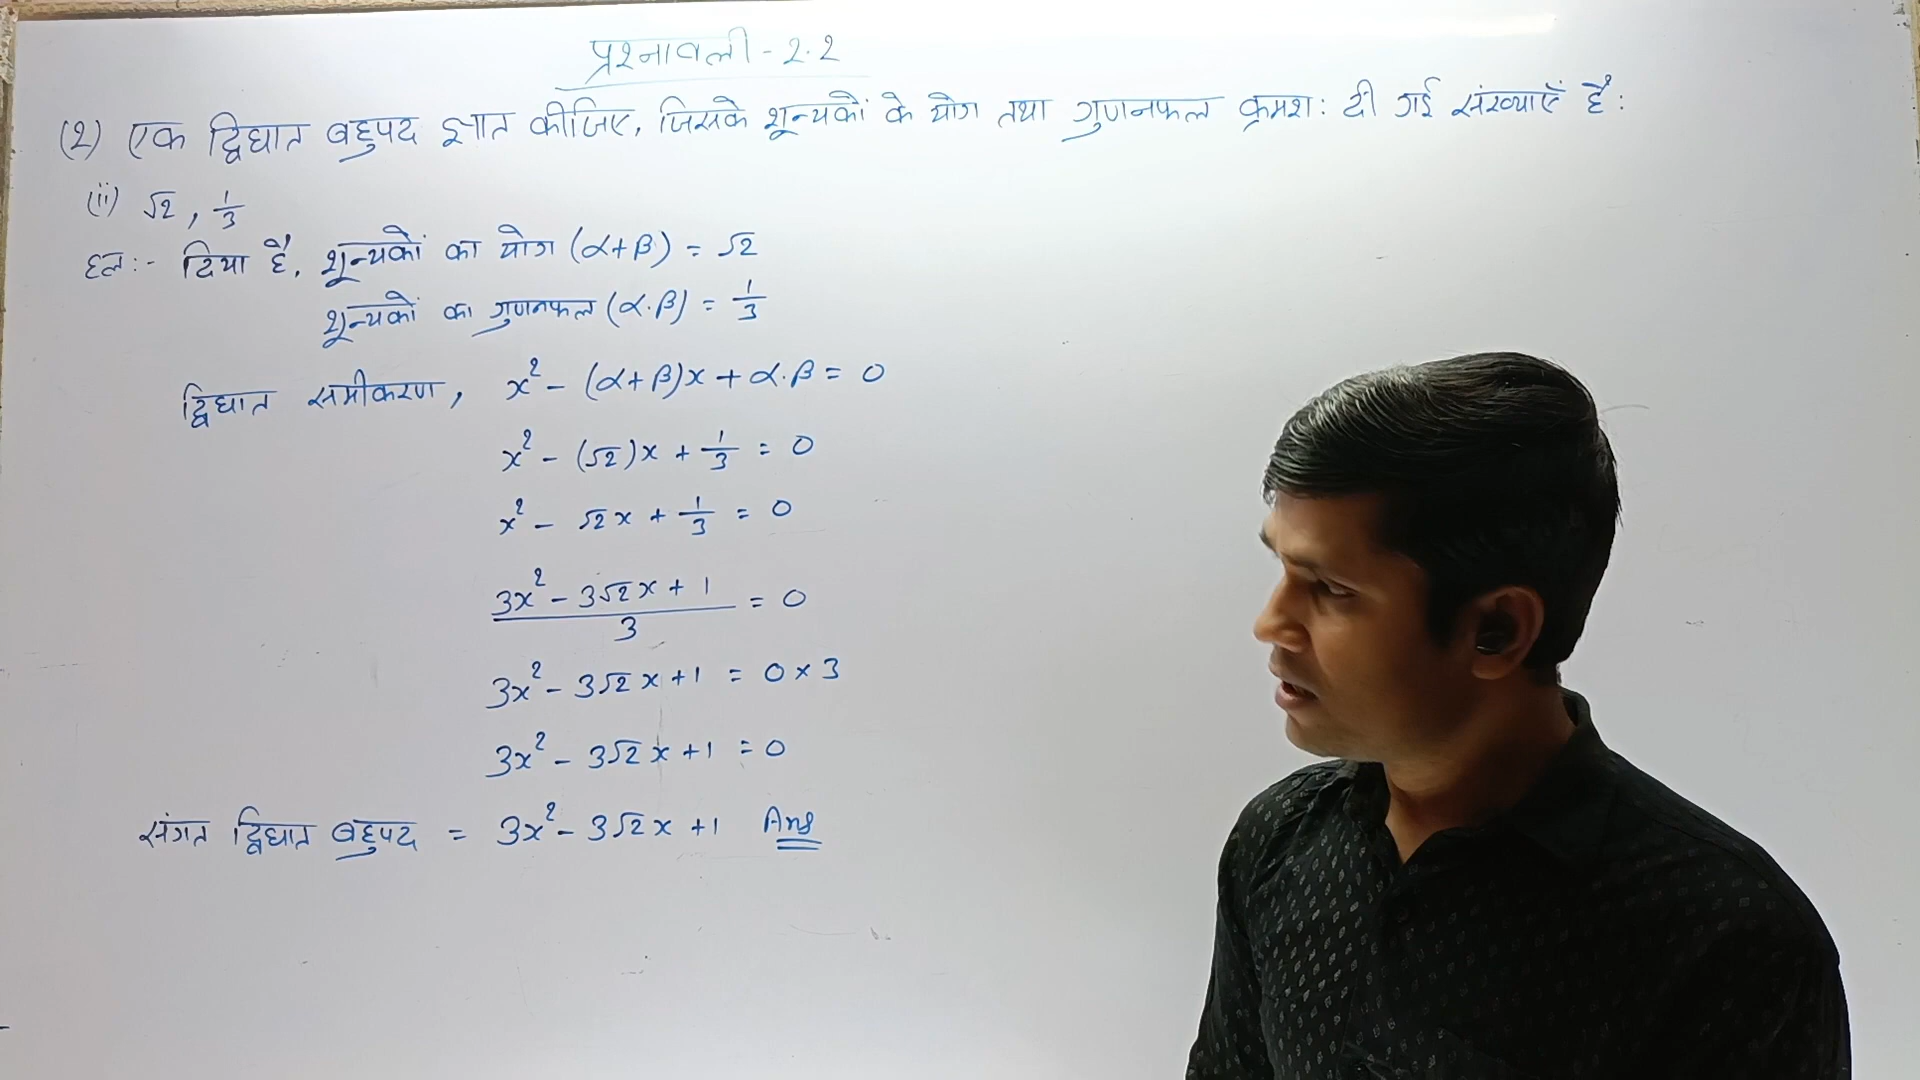 प्रश्नावली - 2.2
(2) एक द्विघात बहुपद ज्ञात कीजिए, जिसके शून्यकों के योग तथा गुणनफल क्रमशः दी गई संख्याएँ हैं :
(ii) √2 , 1/3
हल :- दिया है, शून्यकों का योग (α+β) = √2
शून्यकों का गुणनफल (α.β) = 1/3
द्विघात समीकरण, x² - (α+β)x + α.β = 0
x² - (√2)x + 1/3 = 0
x² - √2x + 1/3 = 0
(3x² - 3√2x + 1)/3 = 0
3x² - 3√2x + 1 = 0 × 3
3x² - 3√2x + 1 = 0
संगत द्विघात बहुपद = 3x² - 3√2x + 1 Ans